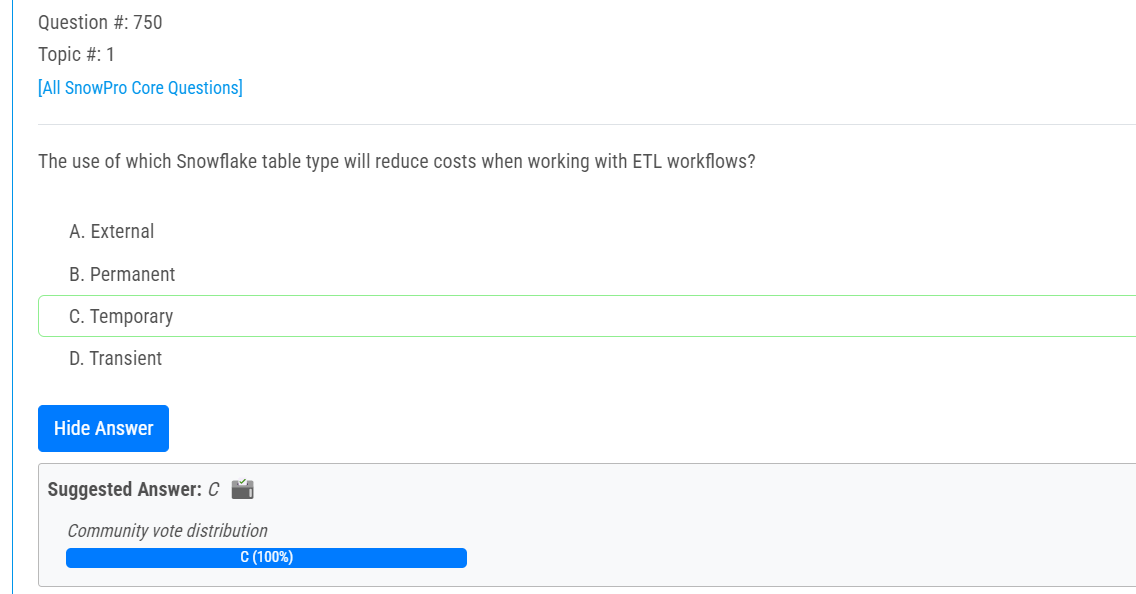 Question #: 750
Topic #: 1
[All SnowPro Core Questions]
The use of which Snowflake table type will reduce costs when working with ETL workflows?
A. External
B. Permanent
C. Temporary
D. Transient
Hide Answer
Suggested Answer: C
Community vote distribution
C (100%)